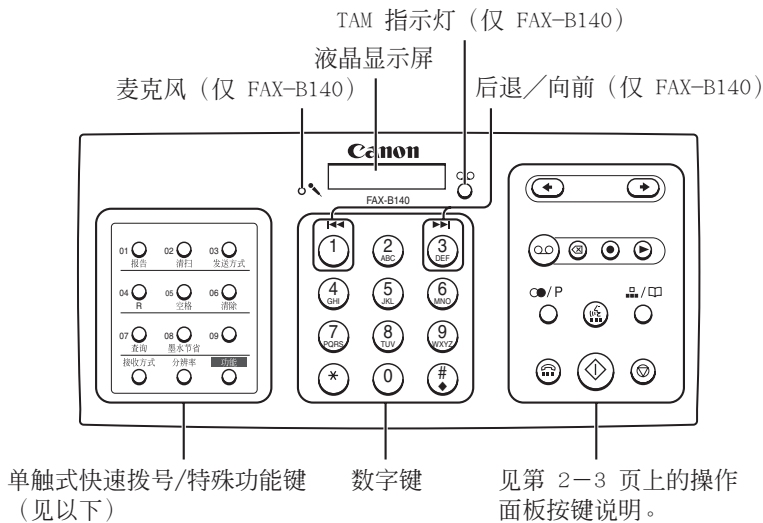 TAM 指示灯（仅 FAX-B140）
液晶显示屏
麦克风（仅 FAX-B140）
后退／向前（仅 FAX-B140）
Canon
FAX-B140
01
报告
02
清扫
03
发送方式
04
R
05
空格
06
清除
07
查询
08
墨水节省
09
接收方式
分辨率
功能
1
2
ABC
3
DEF
4
GHI
5
JKL
6
MNO
7
PQRS
8
TUV
9
WXYZ
*
0
#
/P
/
单触式快速拨号/特殊功能键
（见以下）
数字键
见第 2-3 页上的操作
面板按键说明。